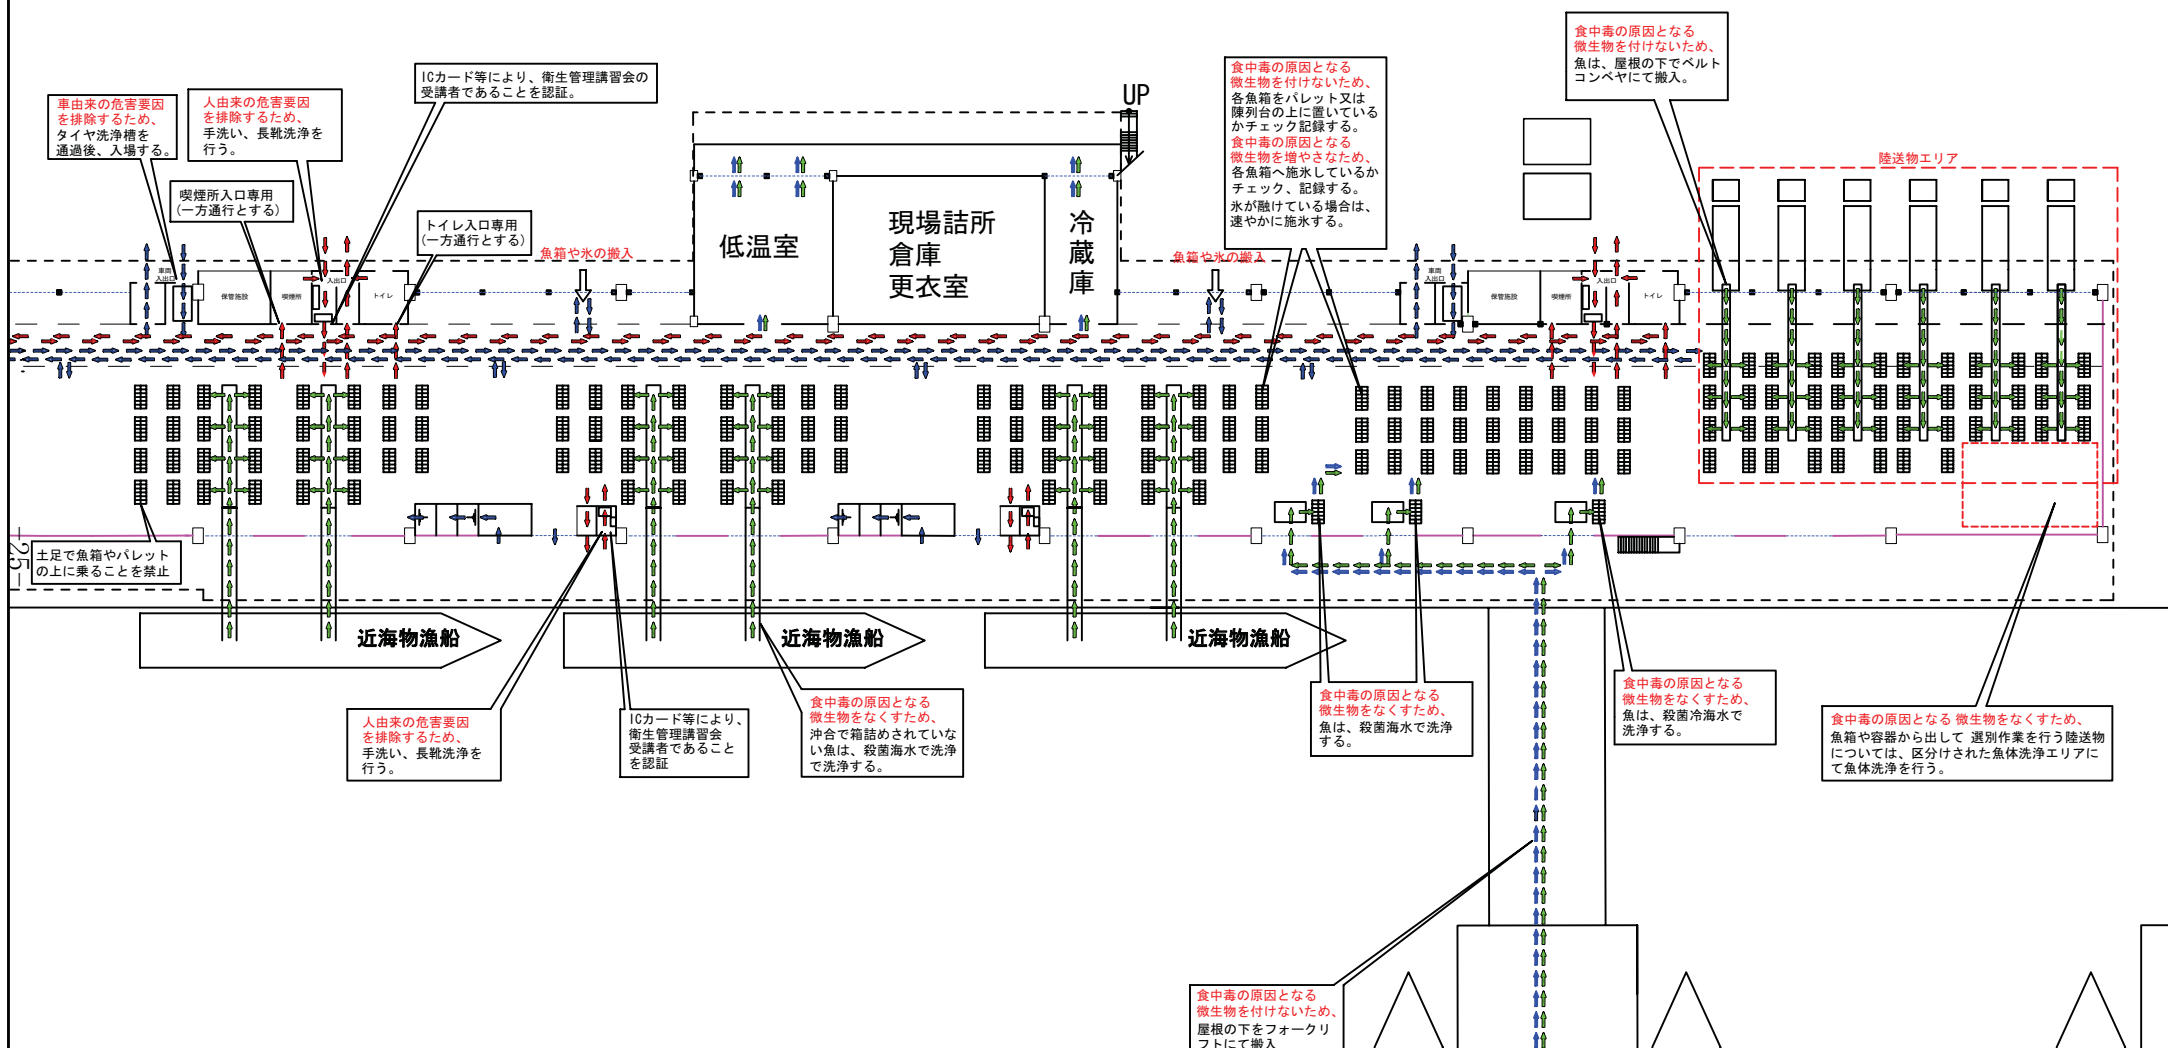 食中毒の原因となる
微生物を付けないため、
魚は、屋根の下でベルト
コンベヤにて搬入。
ICカード等により、衛生管理講習会の
受講者であることを認証。
食中毒の原因となる
微生物を付けないため、
各魚箱をパレット又は
陳列台の上に置いている
かチェック記録する。
食中毒の原因となる
微生物を増やさなため、
各魚箱へ施氷しているか
チェック、記録する。
氷が融けている場合は、
速やかに施氷する。
車由来の危害要因
を排除するため、
タイヤ洗浄槽を
通過後、入場する。
人由来の危害要因
を排除するため、
手洗い、長靴洗浄を
行う。
UP
陸送物エリア
喫煙所入口専用
(一方通行とする)
トイレ入口専用
(一方通行とする)
魚箱や氷の搬入
低温室
現場詰所
倉庫
更衣室
冷蔵庫
魚箱や氷の搬入
車両
入出口
保管施設
喫煙所
入出口
トイレ
車両
入出口
保管施設
喫煙所
入出口
トイレ
-25-
土足で魚箱やパレット
の上に乗ることを禁止
近海物漁船
近海物漁船
近海物漁船
人由来の危害要因
を排除するため、
手洗い、長靴洗浄を
行う。
ICカード等により、
衛生管理講習会
受講者であること
を認証
食中毒の原因となる
微生物をなくすため、
沖合で箱詰めされていな
い魚は、殺菌海水で洗浄
で洗浄する。
食中毒の原因となる
微生物をなくすため、
魚は、殺菌海水で洗浄
する。
食中毒の原因となる
微生物をなくすため、
魚は、殺菌冷海水で
洗浄する。
食中毒の原因となる 微生物をなくすため、
魚箱や容器から出して 選別作業を行う陸送物
については、区分けされた魚体洗浄エリアに
て魚体洗浄を行う。
食中毒の原因となる
微生物を付けないため、
屋根の下をフォークリ
フトにて搬入